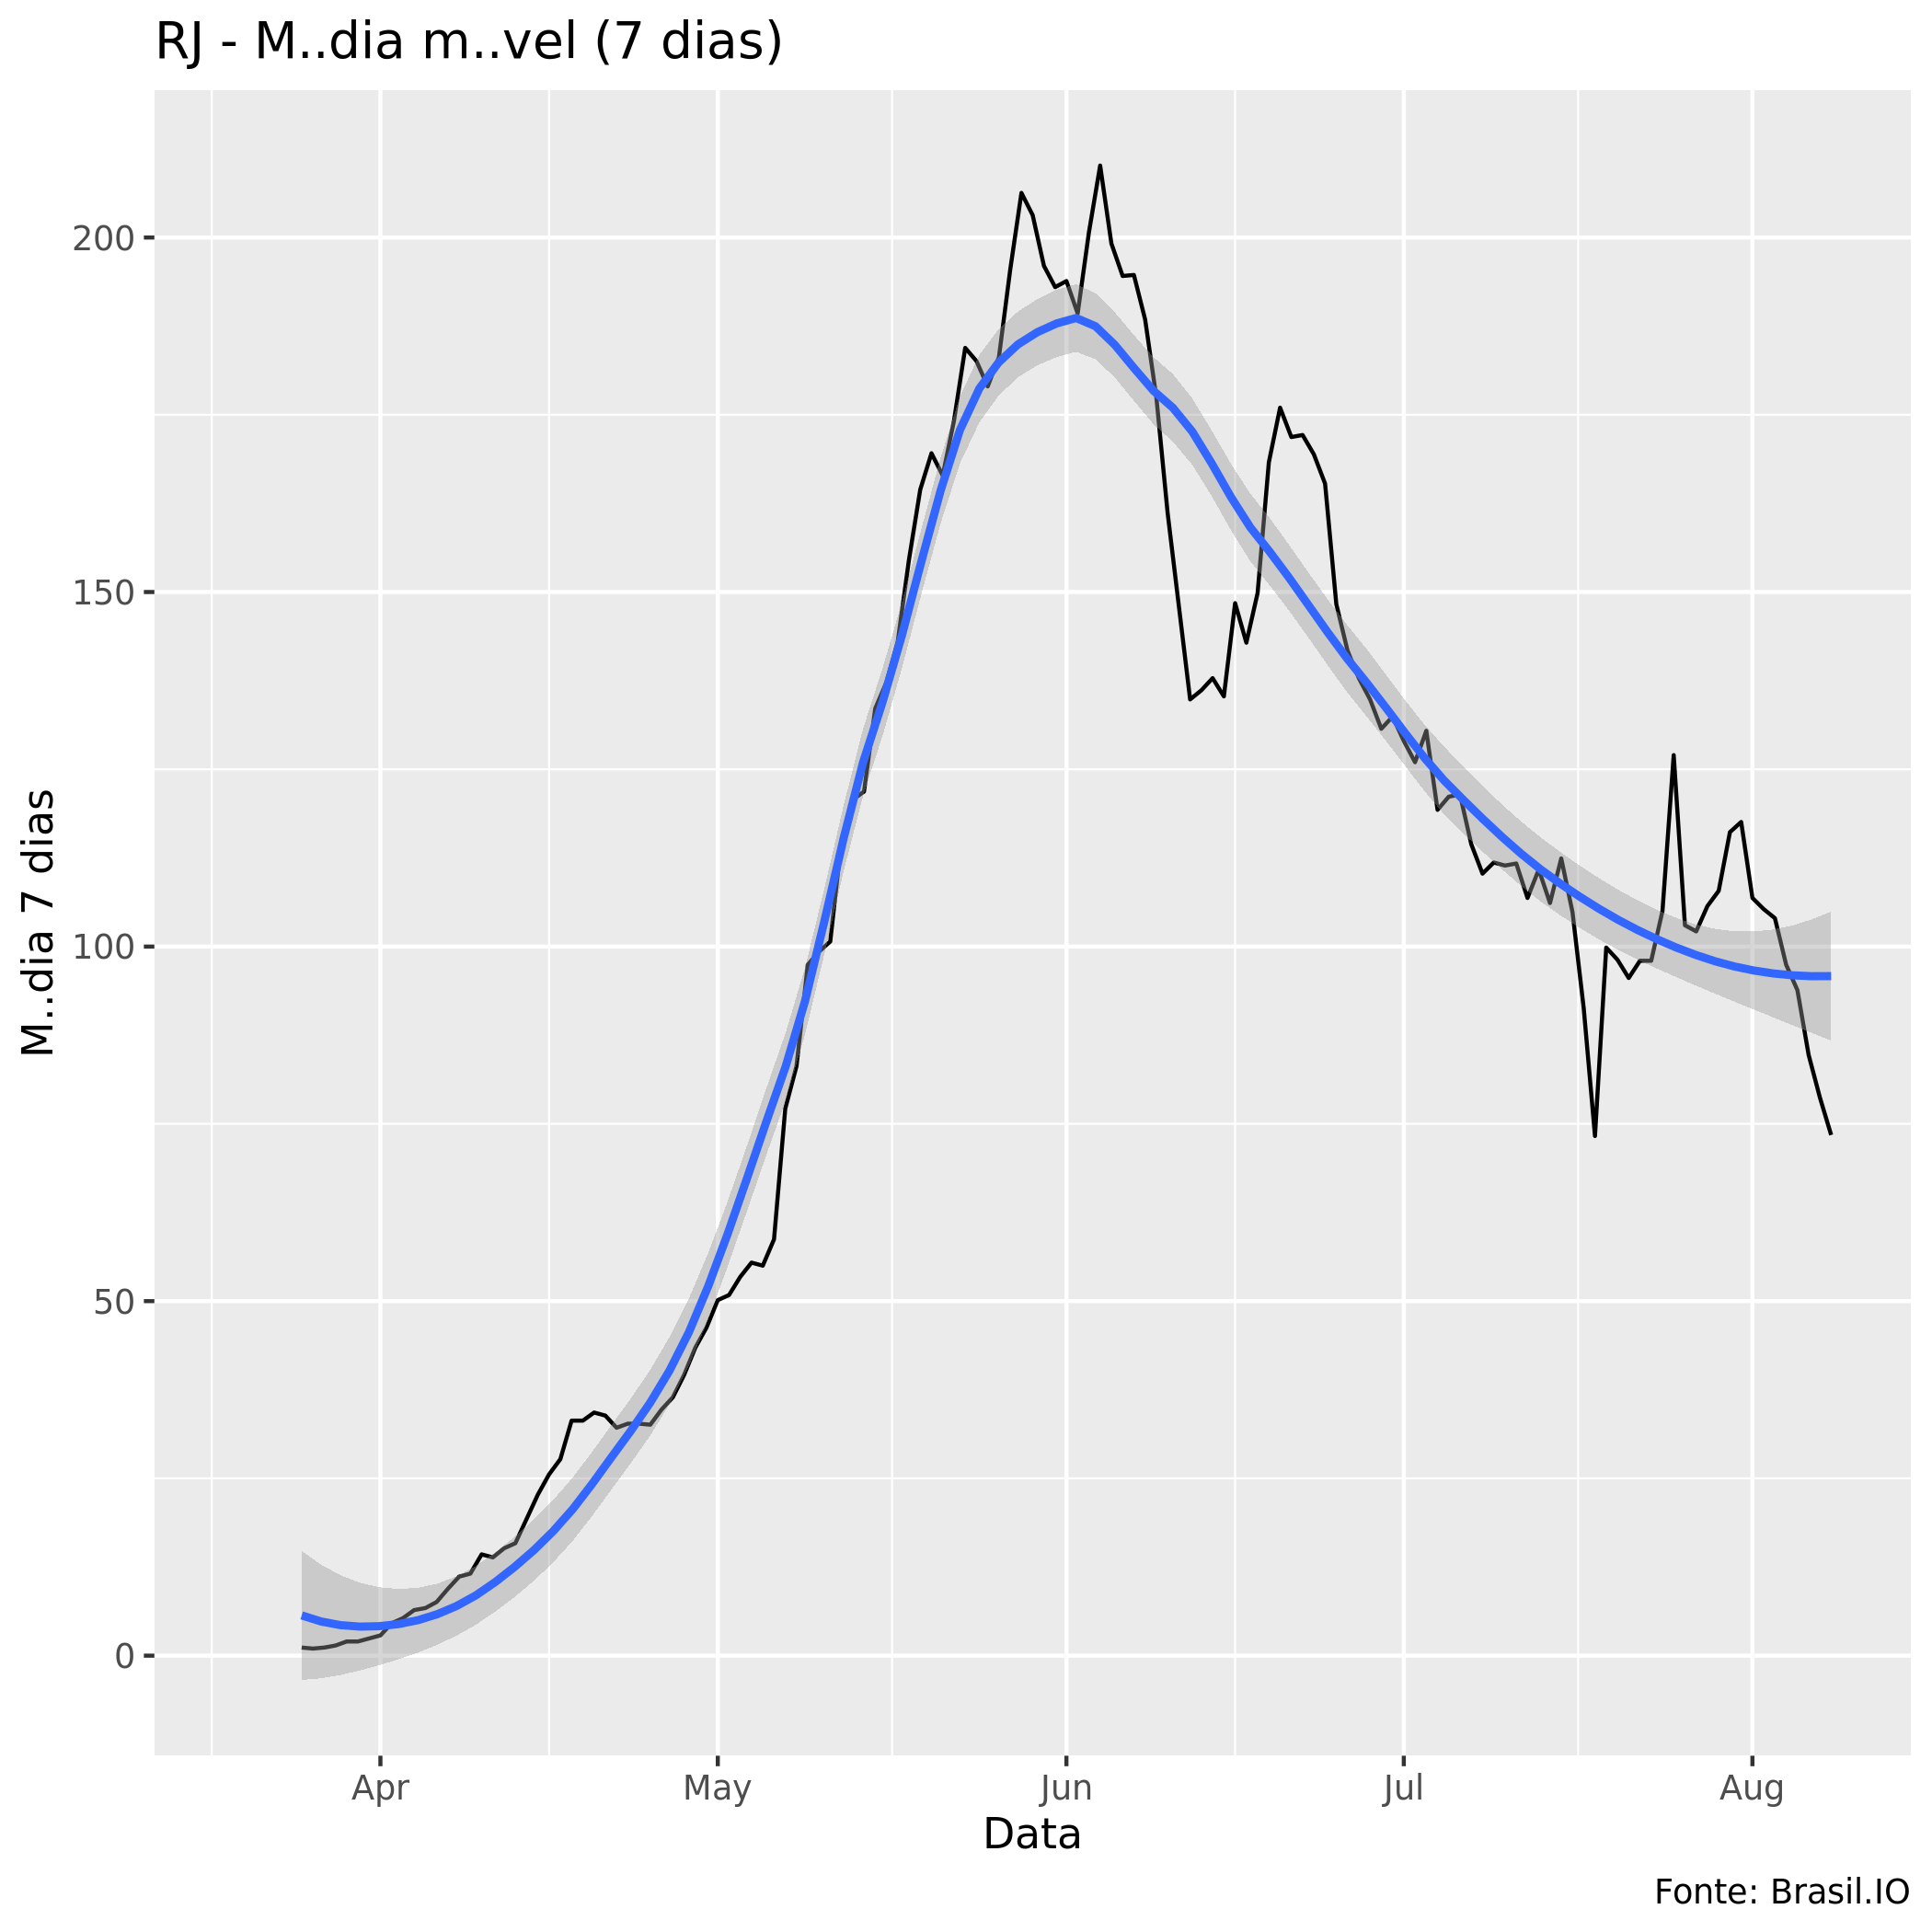 RJ - M..dia m..vel (7 dias)
M..dia 7 dias
200
150
100
50
0
Apr May Jun Jul Aug
Data
Fonte: Brasil.IO